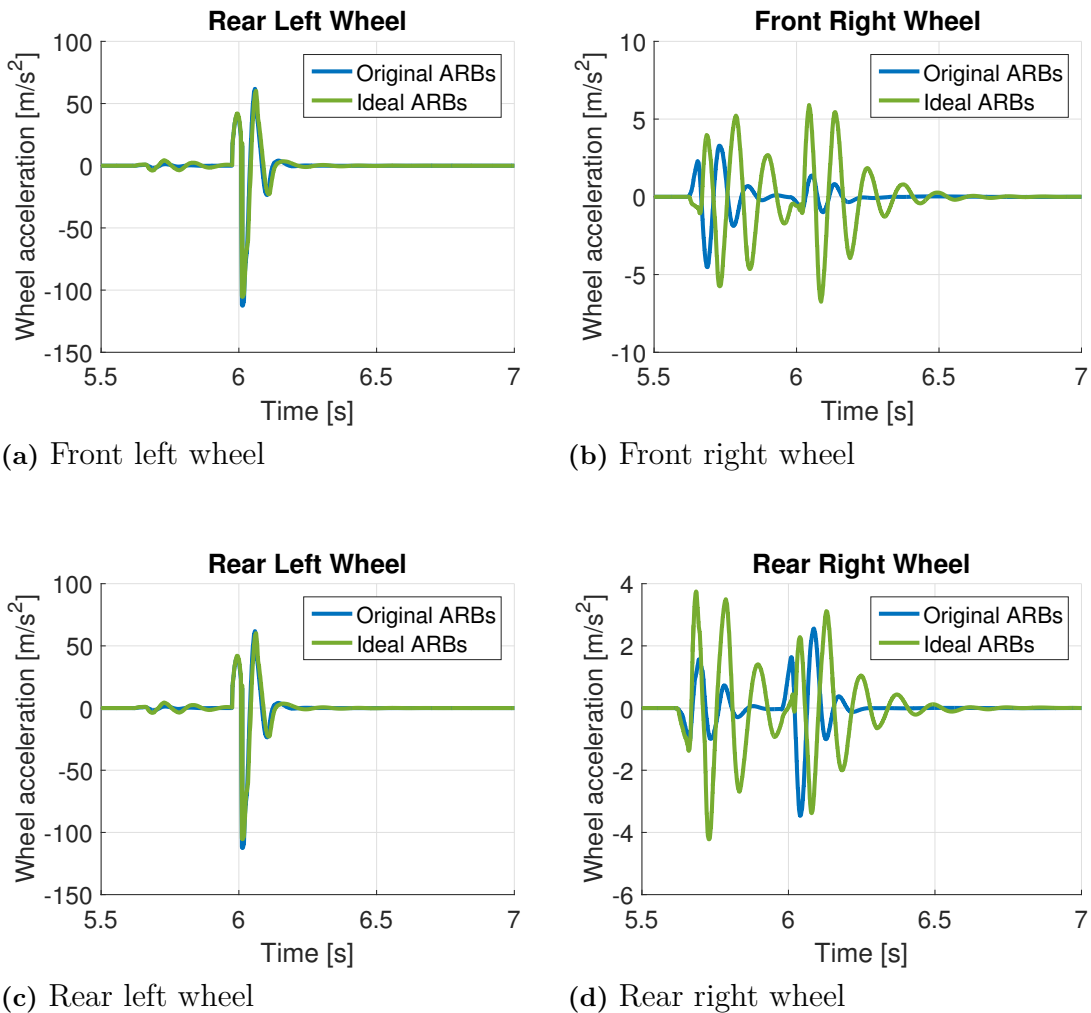 Rear Left Wheel
Wheel acceleration [m/s²]
100
50
0
-50
-100
-150
Original ARBs
Ideal ARBs
5.5 6 6.5 7
Time [s]
(a) Front left wheel
Front Right Wheel
Wheel acceleration [m/s²]
10
5
0
-5
-10
Original ARBs
Ideal ARBs
5.5 6 6.5 7
Time [s]
(b) Front right wheel
Rear Left Wheel
Wheel acceleration [m/s²]
100
50
0
-50
-100
-150
Original ARBs
Ideal ARBs
5.5 6 6.5 7
Time [s]
(c) Rear left wheel
Rear Right Wheel
Wheel acceleration [m/s²]
4
2
0
-2
-4
-6
Original ARBs
Ideal ARBs
5.5 6 6.5 7
Time [s]
(d) Rear right wheel